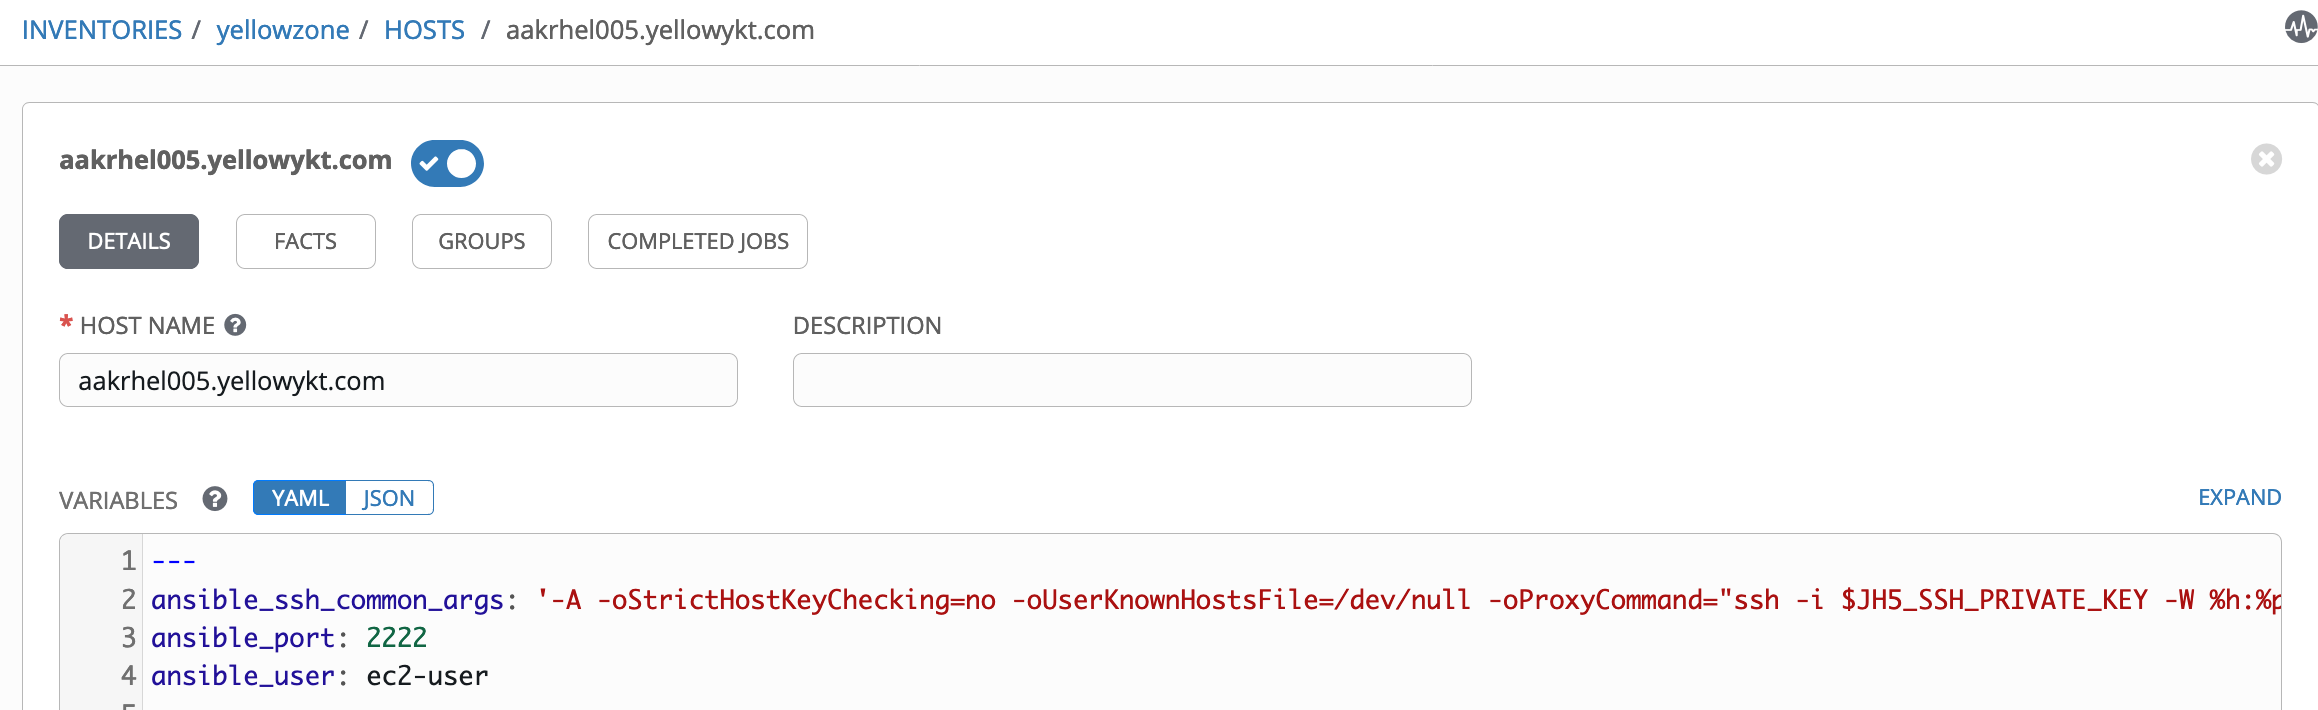 INVENTORIES / yellowzone / HOSTS / aakrhel005.yellowykt.com
aakrhel005.yellowykt.com
DETAILS FACTS GROUPS COMPLETED JOBS
* HOST NAME ? DESCRIPTION
aakrhel005.yellowykt.com
VARIABLES ? YAML JSON EXPAND
1 ---
2 ansible_ssh_common_args: '-A -oStrictHostKeyChecking=no -oUserKnownHostsFile=/dev/null -oProxyCommand="ssh -i $JH5_SSH_PRIVATE_KEY -W %h:%p
3 ansible_port: 2222
4 ansible_user: ec2-user